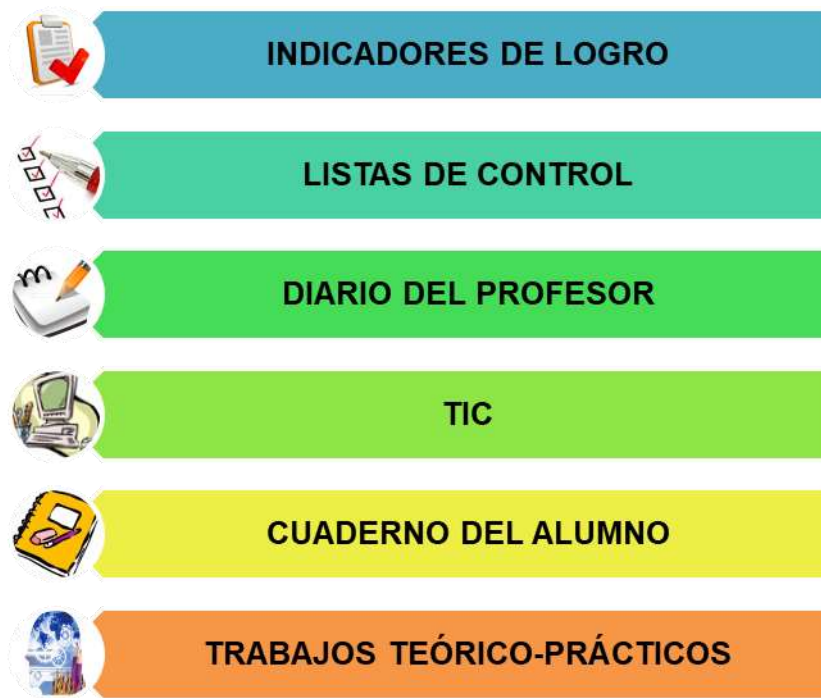 INDICADORES DE LOGRO
LISTAS DE CONTROL
DIARIO DEL PROFESOR
TIC
CUADERNO DEL ALUMNO
TRABAJOS TEÓRICO-PRÁCTICOS